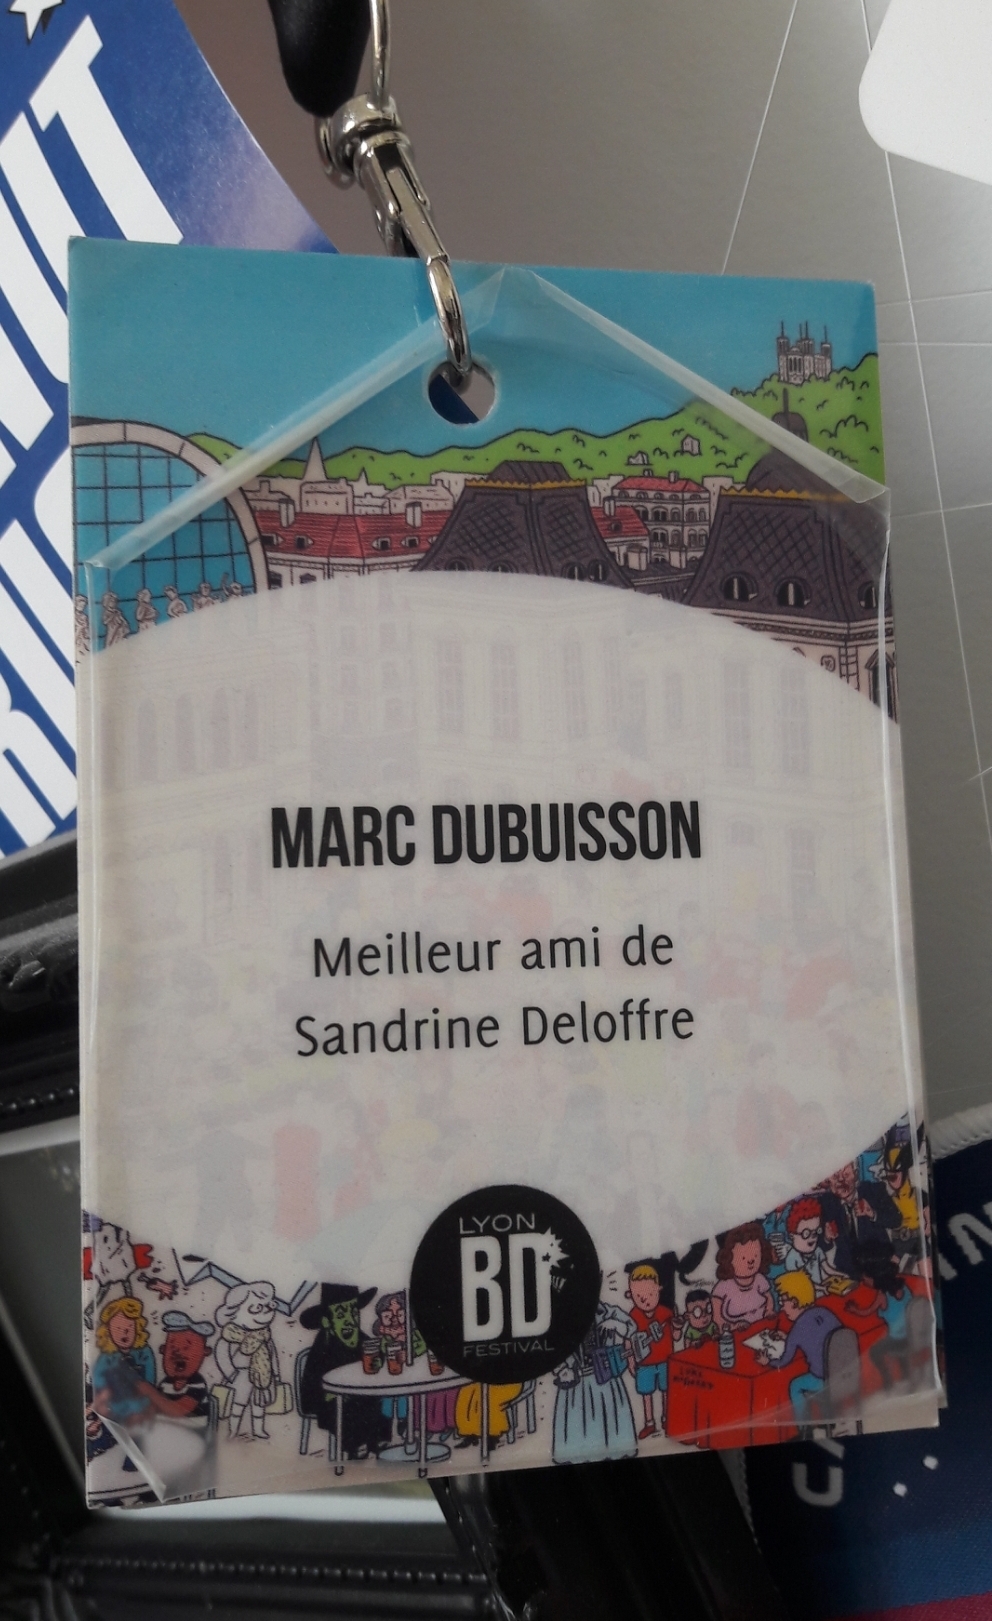 MARC DUBUISSON
Meilleur ami de
Sandrine Deloffre
LYON
BD
FESTIVAL